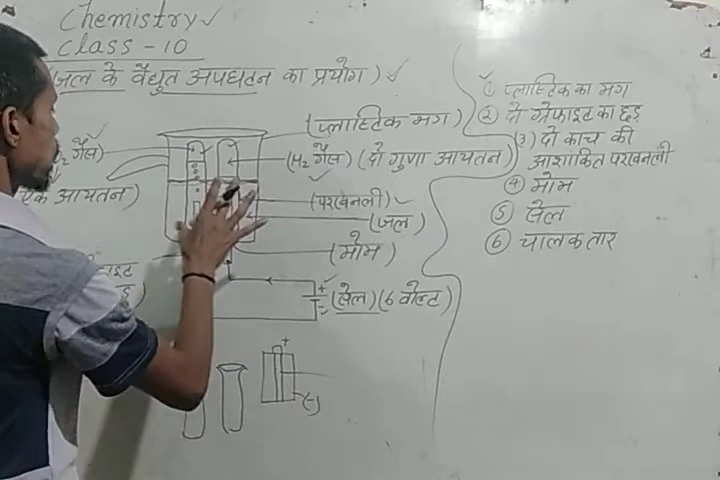 Chemistry
Class - 10
(जल के वैद्युत अपघटन का प्रयोग)
(प्लाष्टिक मग)
गैस
(H₂ गैस) (दो गुणा आयतन)
एक आयतन)
(परखनली)
(जल)
(मोम)
(सेल) (6 वोल्ट)
+
-
+
(-)
① प्लाष्टिक का मग
② दो ग्रेफाइट का छड़
(3) दो काच की
आशाकित परखनली
④ मोम
⑤ सेल
⑥ चालक तार